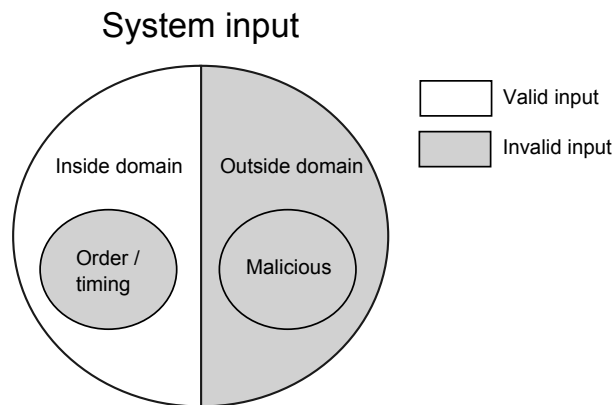 System input
Valid input
Invalid input
Inside domain
Outside domain
Order /
timing
Malicious